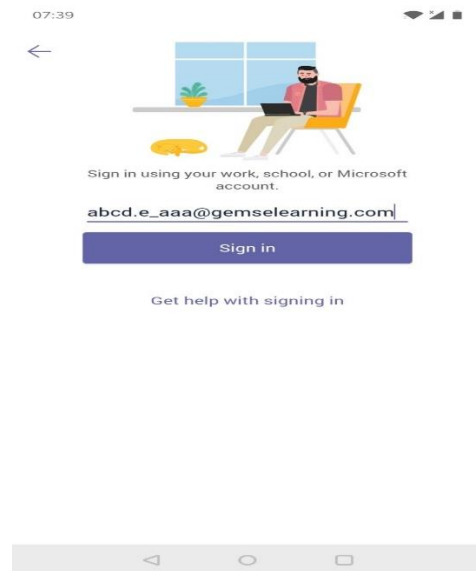 07:39
Sign in using your work, school, or Microsoft
account.
abcd.e_aaa@gemselearning.com
Sign in
Get help with signing in